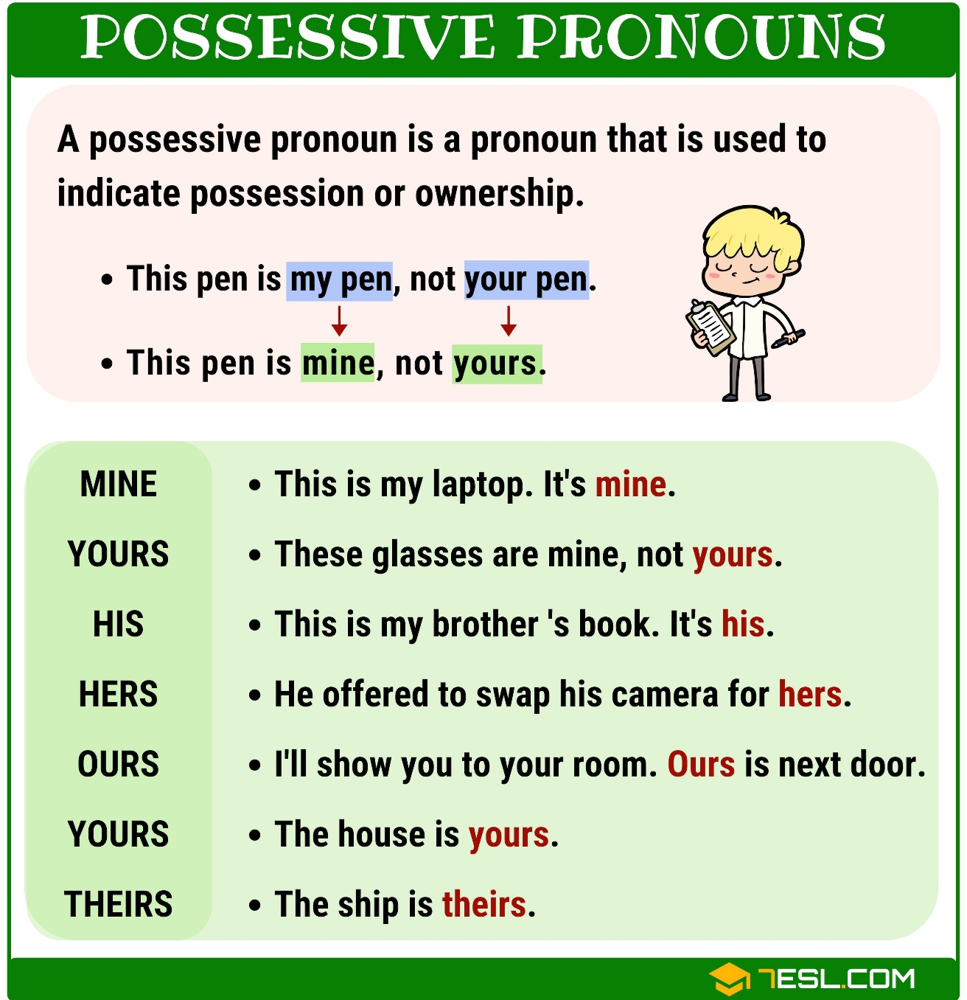 POSSESSIVE PRONOUNS
A possessive pronoun is a pronoun that is used to
indicate possession or ownership.
• This pen is my pen, not your pen.
• This pen is mine, not yours.
MINE • This is my laptop. It's mine.
YOURS • These glasses are mine, not yours.
HIS • This is my brother 's book. It's his.
HERS • He offered to swap his camera for hers.
OURS • I'll show you to your room. Ours is next door.
YOURS • The house is yours.
THEIRS • The ship is theirs.
7ESL.COM